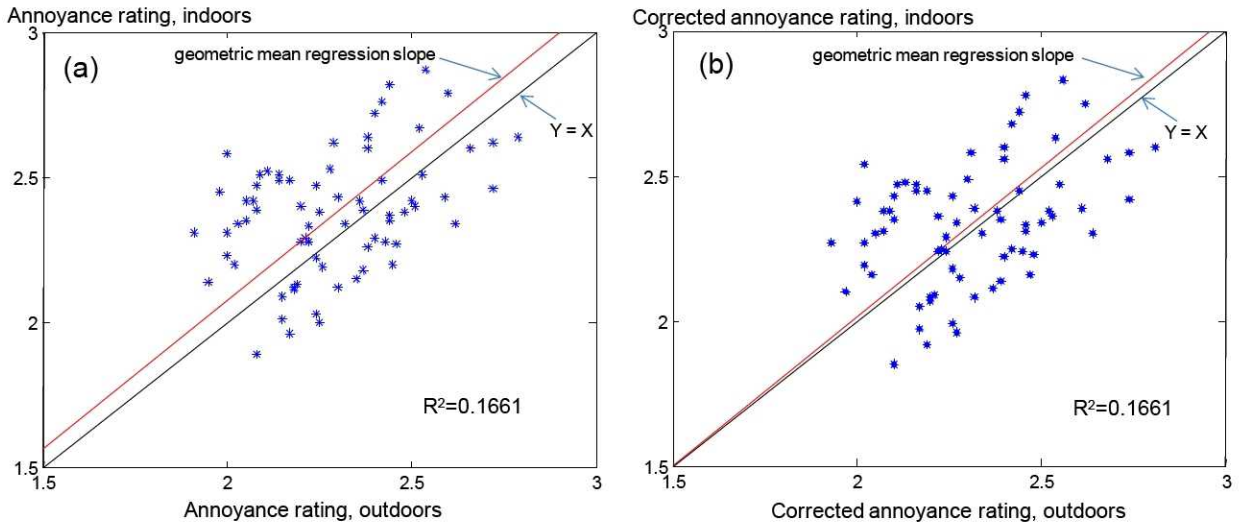 Annoyance rating, indoors
3
(a)
geometric mean regression slope
Y = X
2.5
2
R²=0.1661
1.5
1.5
2
2.5
3
Annoyance rating, outdoors
Corrected annoyance rating, indoors
3
(b)
geometric mean regression slope
Y = X
2.5
2
R²=0.1661
1.5
1.5
2
2.5
3
Corrected annoyance rating, outdoors